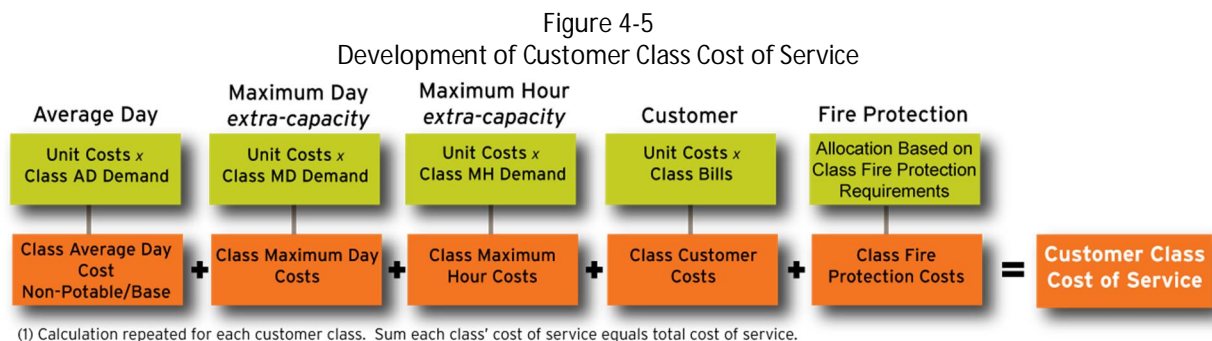 Figure 4-5
Development of Customer Class Cost of Service
Average Day
Maximum Day
extra-capacity
Maximum Hour
extra-capacity
Customer
Fire Protection
Unit Costs x
Class AD Demand
Unit Costs x
Class MD Demand
Unit Costs x
Class MH Demand
Unit Costs x
Class Bills
Allocation Based on
Class Fire Protection
Requirements
Class Average Day
Cost
Non-Potable/Base
+
Class Maximum Day
Costs
+
Class Maximum
Hour Costs
+
Class Customer
Costs
+
Class Fire
Protection Costs
=
Customer Class
Cost of Service
(1) Calculation repeated for each customer class. Sum each class' cost of service equals total cost of service.